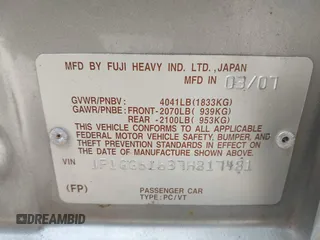 MFD BY FUJI HEAVY IND. LTD.,JAPAN
MFD IN 03/07
GVWR/PNBV: 4041LB(1833KG)
GAWR/PNBE:FRONT-2070LB( 939KG)
REAR -2100LB( 953KG)
THIS VEHICLE CONFORMS TO ALL APPLICABLE
FEDERAL MOTOR VEHICLE SAFETY, BUMPER, AND
THEFT PREVENTION STANDARDS IN EFFECT ON
THE DATE OF MANUFACTURE SHOWN ABOVE.
VIN
(FP)
PASSENGER CAR
TYPE:PC/VT
DREAMBID